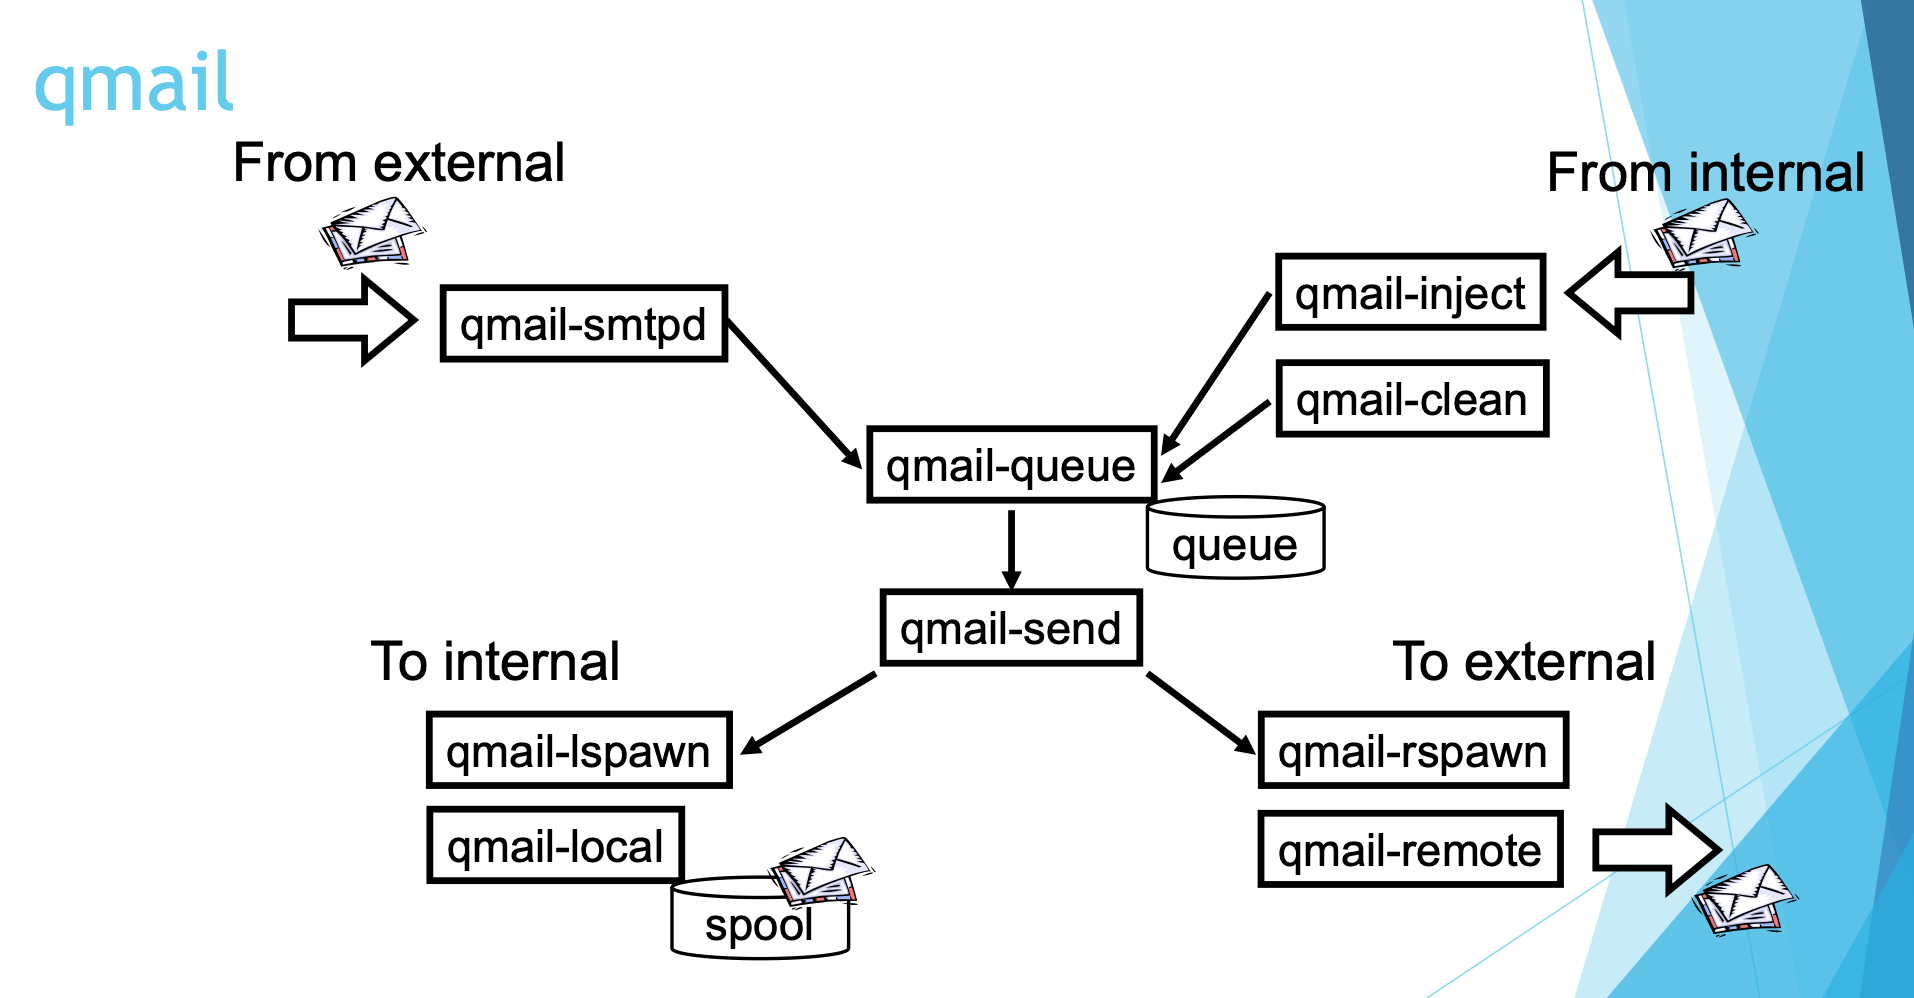 qmail
From external
From internal
qmail-smtpd
qmail-inject
qmail-clean
qmail-queue
queue
qmail-send
To internal
To external
qmail-lspawn
qmail-rspawn
qmail-local
qmail-remote
spool